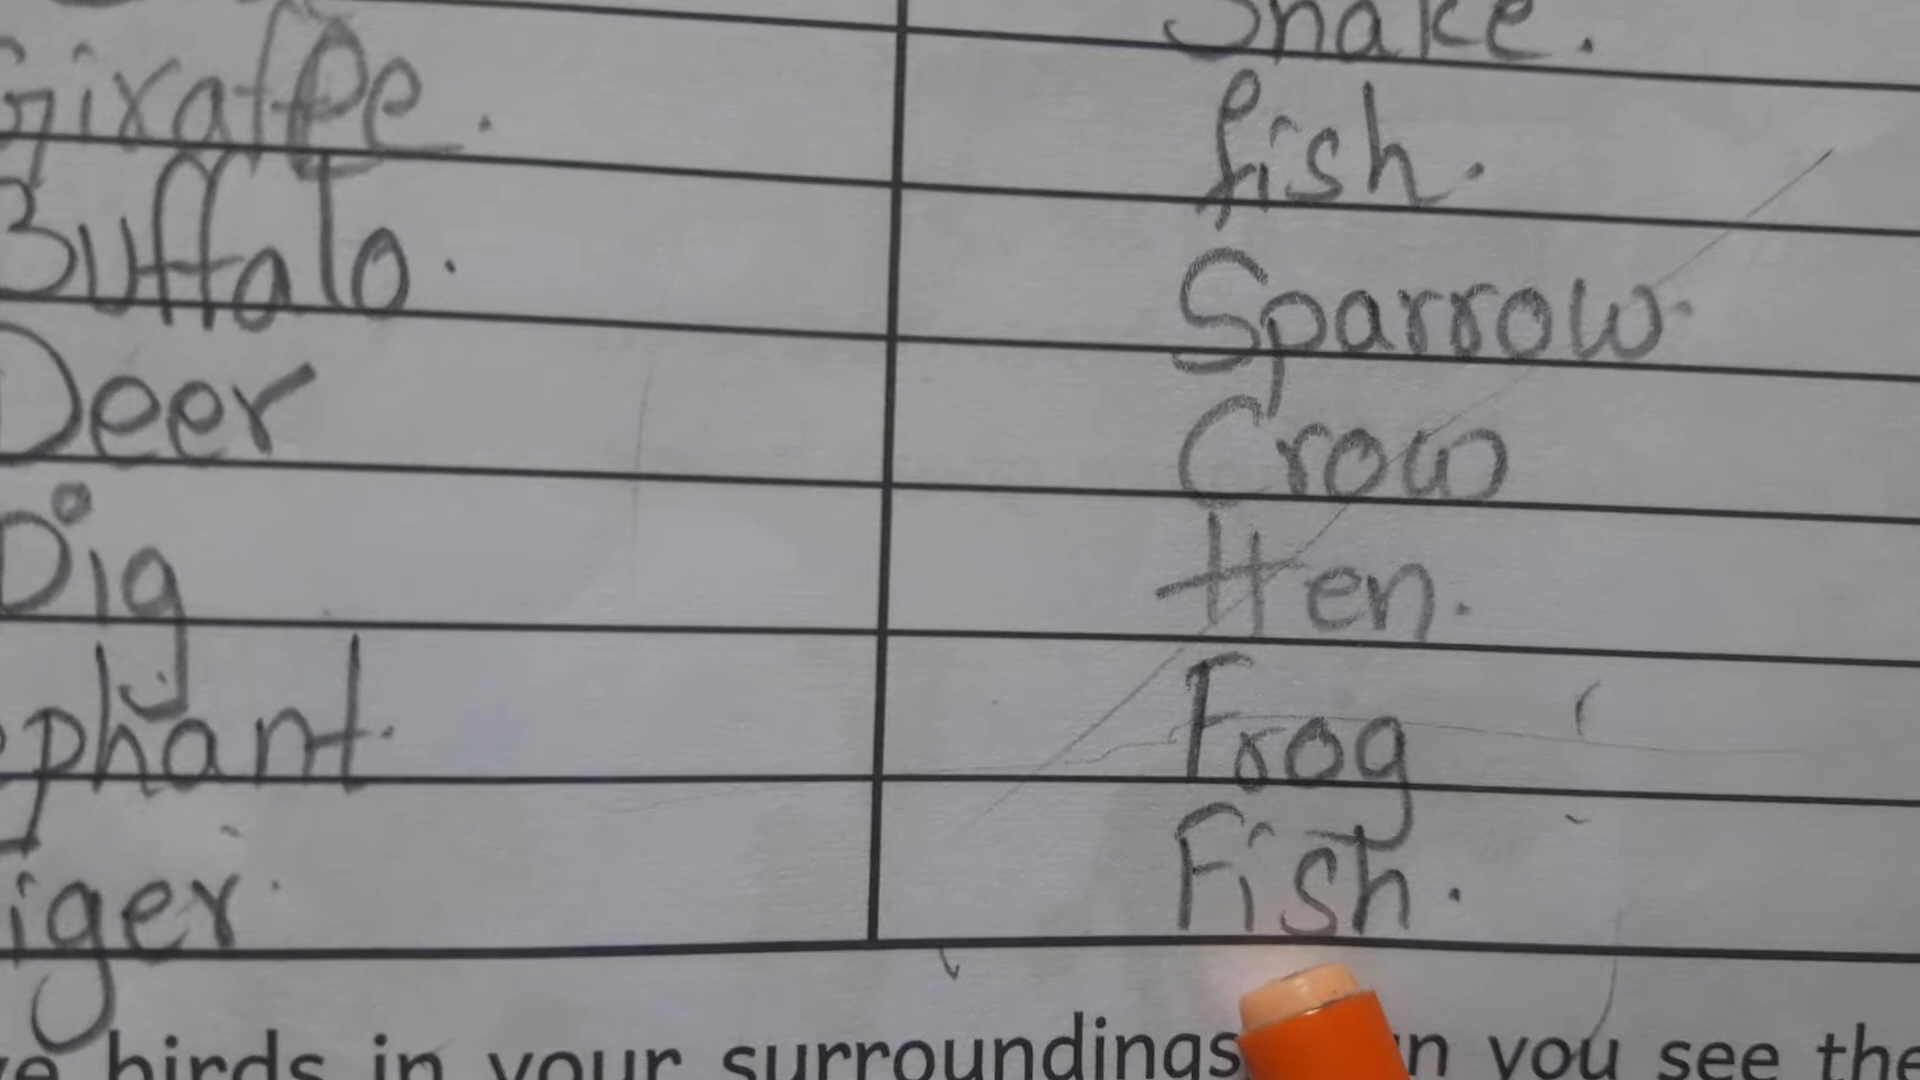 Snake.
Giraffe. fish.
Buffalo. Sparrow.
Deer Crow
Dig Hen.
phant. Frog
iger. Fish.
birds in your surroundings n you see the